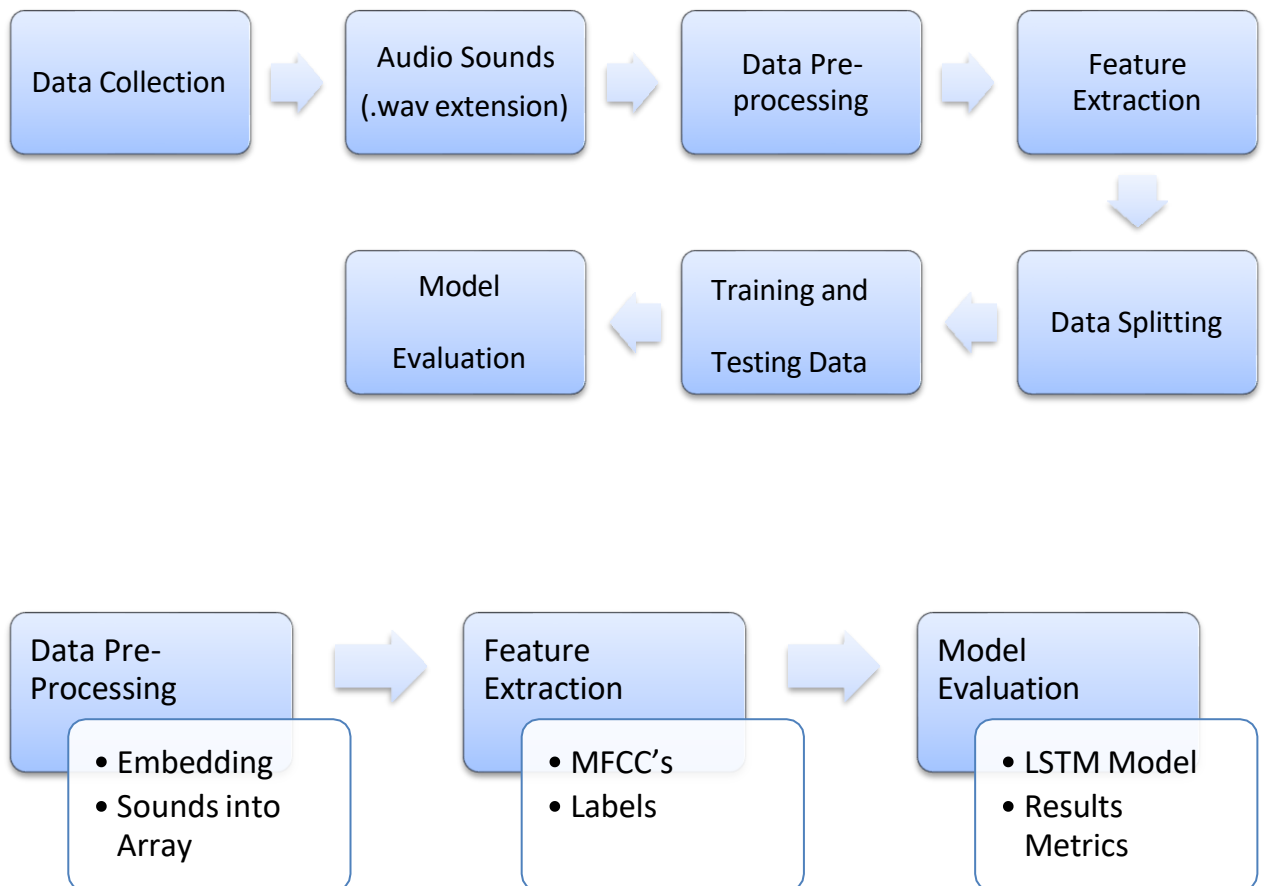 Data Collection
Audio Sounds
(.wav extension)
Data Pre-
processing
Feature
Extraction
Model
Evaluation
Training and
Testing Data
Data Splitting
Data Pre-
Processing
• Embedding
• Sounds into
Array
Feature
Extraction
• MFCC’s
• Labels
Model
Evaluation
• LSTM Model
• Results
Metrics